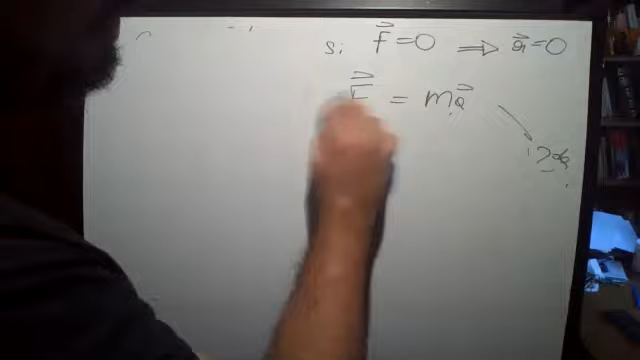 Si f⃗ = 0 ⟹ a⃗ = 0
F⃗ = ma⃗